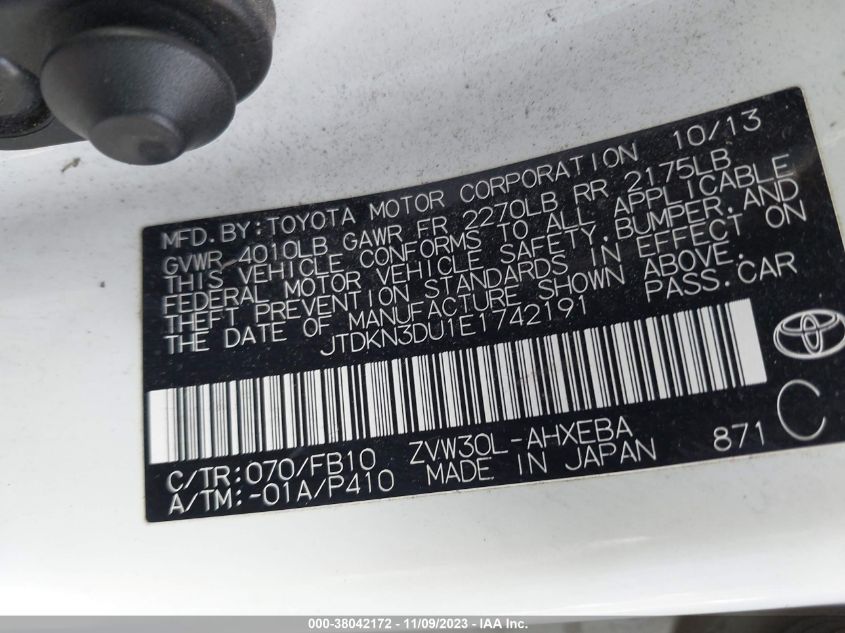 MFD. BY: TOYOTA MOTOR CORPORATION 10/13
GVWR 4010LB GAWR FR 2270LB RR 2175LB
THIS VEHICLE CONFORMS TO ALL APPLICABLE
FEDERAL MOTOR VEHICLE SAFETY, BUMPER, AND
THEFT PREVENTION STANDARDS IN EFFECT ON
THE DATE OF MANUFACTURE SHOWN ABOVE.
JTDKN3DU1E1742191 PASS. CAR
C/TR: 070/FB10 ZVW30L-AHXEBA 871 C
A/TM: -01A/P410 MADE IN JAPAN
000-38042172 - 11/09/2023 - IAA Inc.